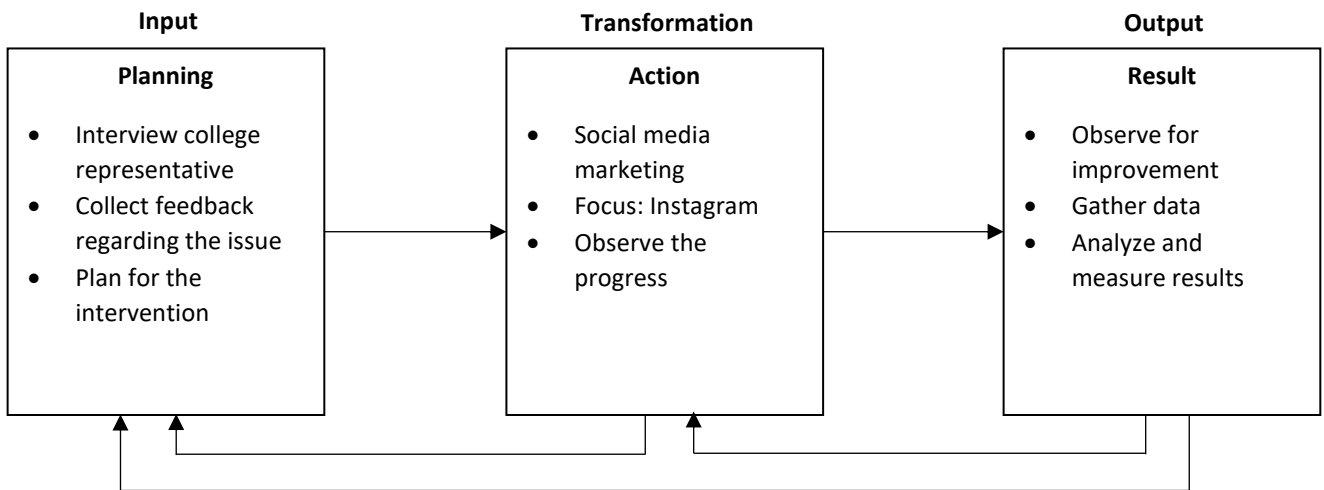 Input
Planning
• Interview college
representative
• Collect feedback
regarding the issue
• Plan for the
intervention
Transformation
Action
• Social media
marketing
• Focus: Instagram
• Observe the
progress
Output
Result
• Observe for
improvement
• Gather data
• Analyze and
measure results